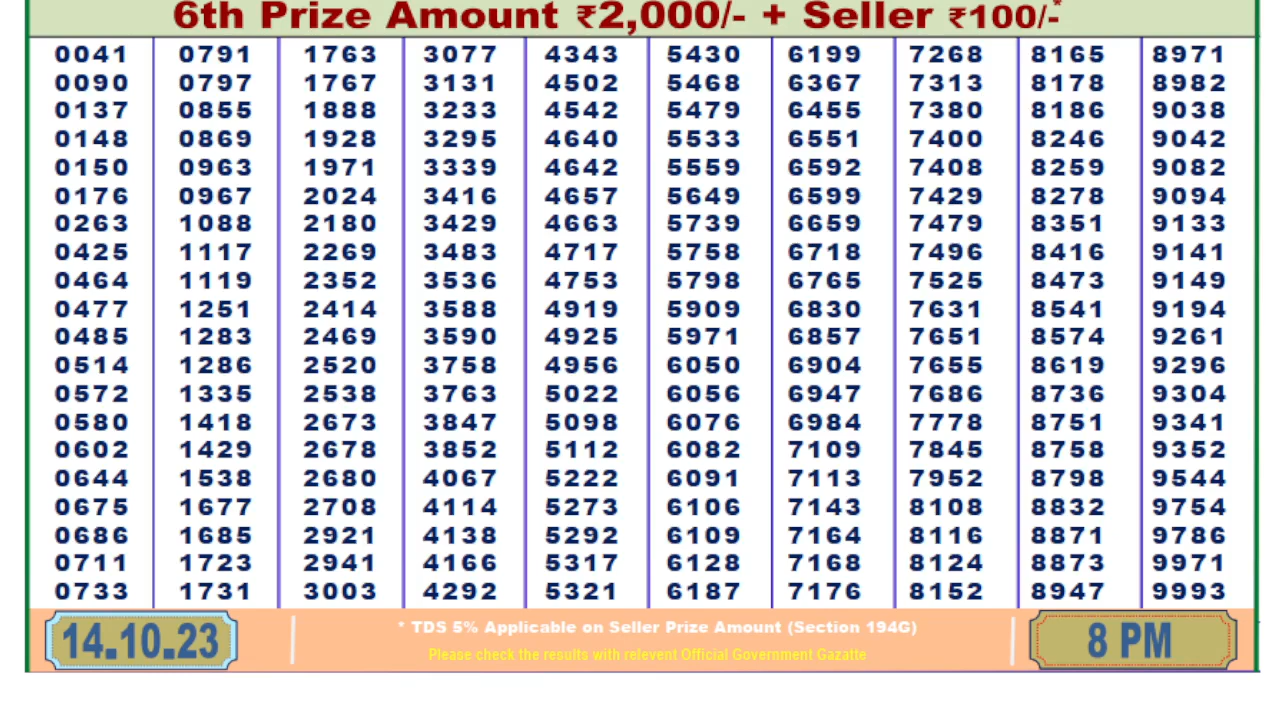 6th Prize Amount ₹2,000/- + Seller ₹100/-*
0041 0791 1763 3077 4343 5430 6199 7268 8165 8971
0090 0797 1767 3131 4502 5468 6367 7313 8178 8982
0137 0855 1888 3233 4542 5479 6455 7380 8186 9038
0148 0869 1928 3295 4640 5533 6551 7400 8246 9042
0150 0963 1971 3339 4642 5559 6592 7408 8259 9082
0176 0967 2024 3416 4657 5649 6599 7429 8278 9094
0263 1088 2180 3429 4663 5739 6659 7479 8351 9133
0425 1117 2269 3483 4717 5758 6718 7496 8416 9141
0464 1119 2352 3536 4753 5798 6765 7525 8473 9149
0477 1251 2414 3588 4919 5909 6830 7631 8541 9194
0485 1283 2469 3590 4925 5971 6857 7651 8574 9261
0514 1286 2520 3758 4956 6050 6904 7655 8619 9296
0572 1335 2538 3763 5022 6056 6947 7686 8736 9304
0580 1418 2673 3847 5098 6076 6984 7778 8751 9341
0602 1429 2678 3852 5112 6082 7109 7845 8758 9352
0644 1538 2680 4067 5222 6091 7113 7952 8798 9544
0675 1677 2708 4114 5273 6106 7143 8108 8832 9754
0686 1685 2921 4138 5292 6109 7164 8116 8871 9786
0711 1723 2941 4166 5317 6128 7168 8124 8873 9971
0733 1731 3003 4292 5321 6187 7176 8152 8947 9993
14.10.23
* TDS 5% Applicable on Seller Prize Amount (Section 194G)
Please check the results with relevent Official Government Gazatte
8 PM